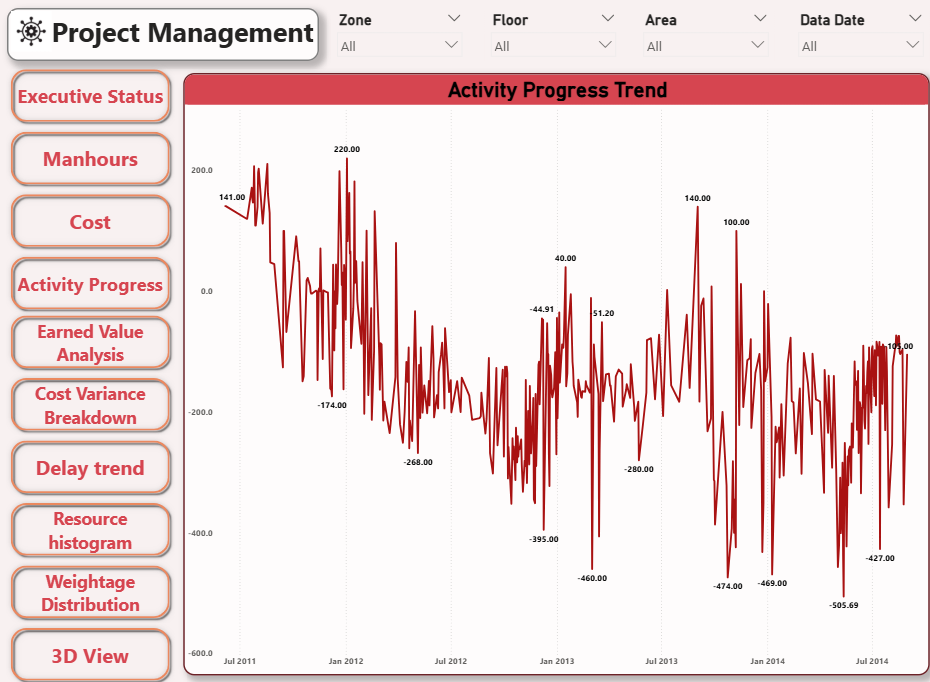 Project Management
Zone
Floor
Area
Data Date
All
All
All
All
Executive Status
Manhours
Cost
Activity Progress
Earned Value
Analysis
Cost Variance
Breakdown
Delay trend
Resource
histogram
Weightage
Distribution
3D View
Activity Progress Trend
200.0
0.0
-200.0
-400.0
-600.0
141.00
220.00
-174.00
-268.00
-44.91
-395.00
40.00
-460.00
-51.20
-280.00
140.00
-474.00
100.00
-469.00
-505.69
-427.00
-105.00
Jul 2011
Jan 2012
Jul 2012
Jan 2013
Jul 2013
Jan 2014
Jul 2014